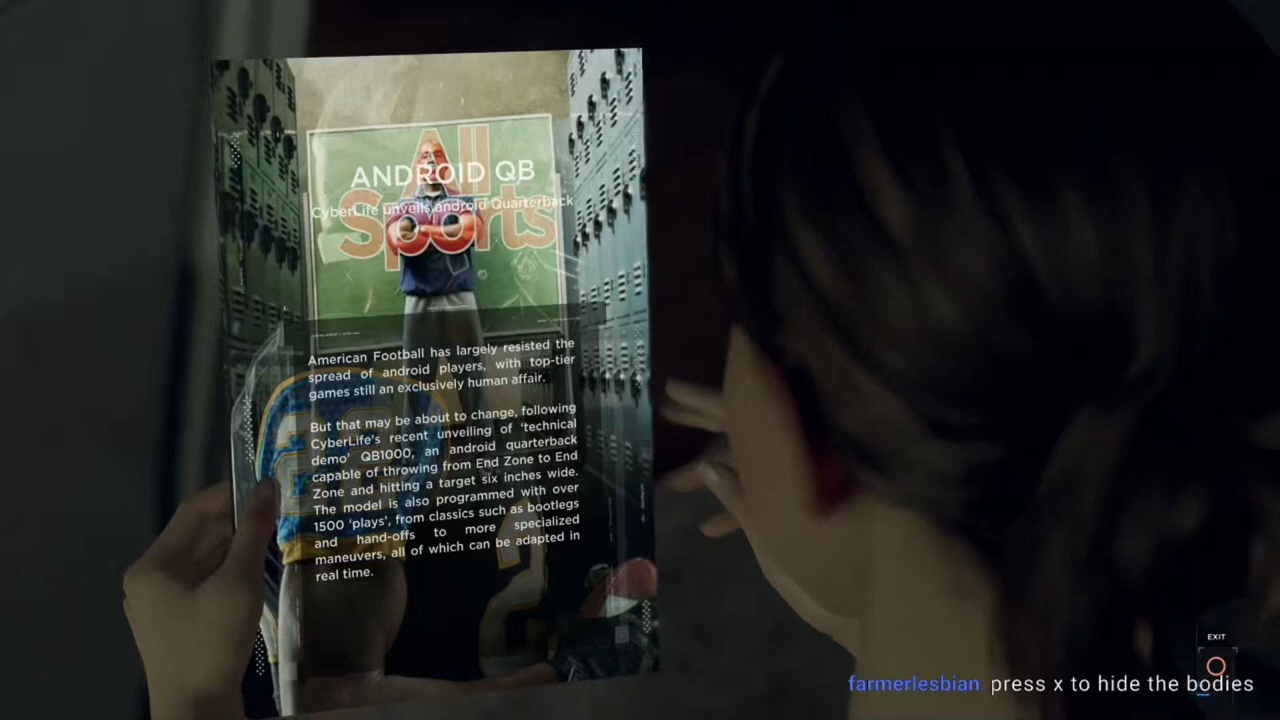 All
Sports
ANDROID QB
CyberLife unveils android Quarterback
American Football has largely resisted the
spread of android players, with top-tier
games still an exclusively human affair.
But that may be about to change, following
CyberLife's recent unveiling of 'technical
demo' QB1000, an android quarterback
capable of throwing from End Zone to End
Zone and hitting a target six inches wide.
The model is also programmed with over
1500 'plays', from classics such as bootlegs
and hand-offs to more specialized
maneuvers, all of which can be adapted in
real time.
EXIT
farmerlesbian: press x to hide the bodies